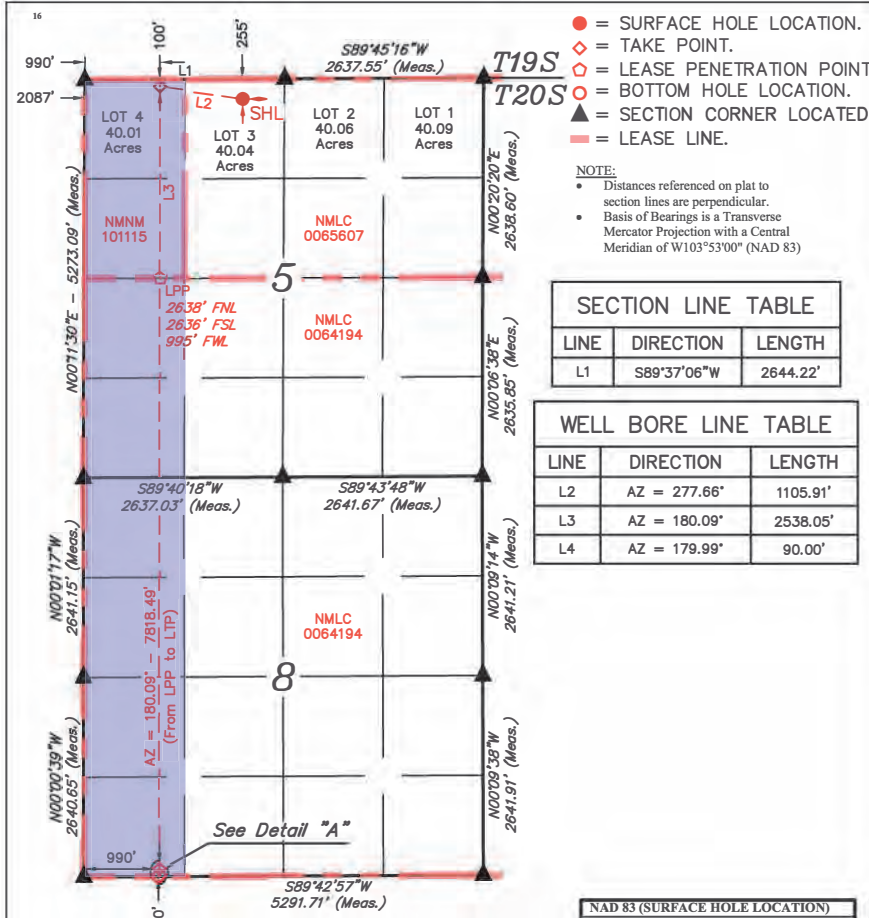 16
990'
100'
255'
S89°45'16"W
2637.55' (Meas.)
T19S
T20S
L1
2087'
L2
SHL
LOT 4
40.01
Acres
LOT 3
40.04
Acres
LOT 2
40.06
Acres
LOT 1
40.09
Acres
L3
NMNM
101115
NMLC
0065607
N00°20'20"E
2638.60' (Meas.)
N00°11'30"E - 5273.09' (Meas.)
5
LPP
2638' FNL
2636' FSL
995' FWL
NMLC
0064194
N00°06'38"E
2635.85' (Meas.)
S89°40'18"W
2637.03' (Meas.)
S89°43'48"W
2641.67' (Meas.)
N00°01'17"W
2641.15' (Meas.)
N00°09'14"W
2641.21' (Meas.)
NMLC
0064194
8
AZ = 180.09° - 7818.49'
(From LPP to LTP)
N00°00'39"W
2640.65' (Meas.)
N00°09'38"W
2641.91' (Meas.)
See Detail "A"
990'
S89°42'57"W
5291.71' (Meas.)
0'
= SURFACE HOLE LOCATION.
= TAKE POINT.
= LEASE PENETRATION POINT
= BOTTOM HOLE LOCATION.
= SECTION CORNER LOCATED
= LEASE LINE.
NOTE:
• Distances referenced on plat to
section lines are perpendicular.
• Basis of Bearings is a Transverse
Mercator Projection with a Central
Meridian of W103°53'00" (NAD 83)
SECTION LINE TABLE
LINE DIRECTION LENGTH
L1 S89°37'06"W 2644.22'
WELL BORE LINE TABLE
LINE DIRECTION LENGTH
L2 AZ = 277.66° 1105.91'
L3 AZ = 180.09° 2538.05'
L4 AZ = 179.99° 90.00'
NAD 83 (SURFACE HOLE LOCATION)